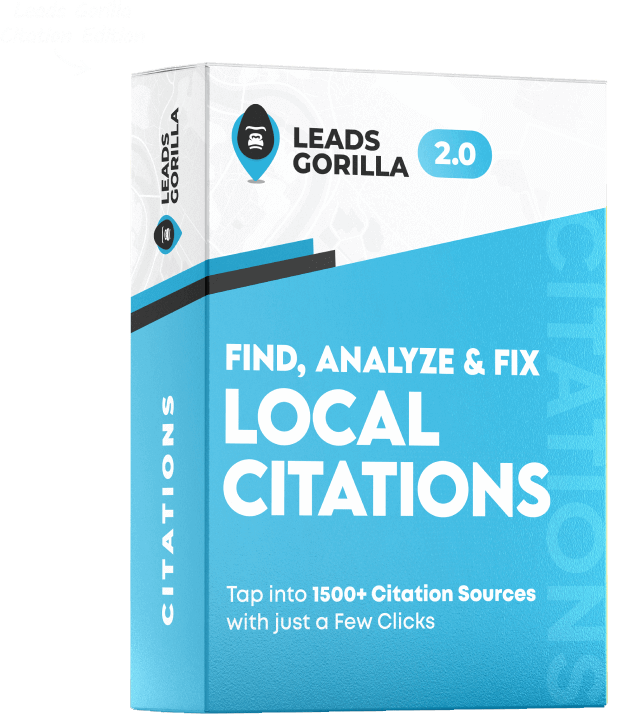 LEADS
GORILLA
2.0
LEADS
GORILLA
FIND, ANALYZE & FIX
LOCAL
CITATIONS
Tap into 1500+ Citation Sources
with just a Few Clicks
CITATIONS
CITATIONS